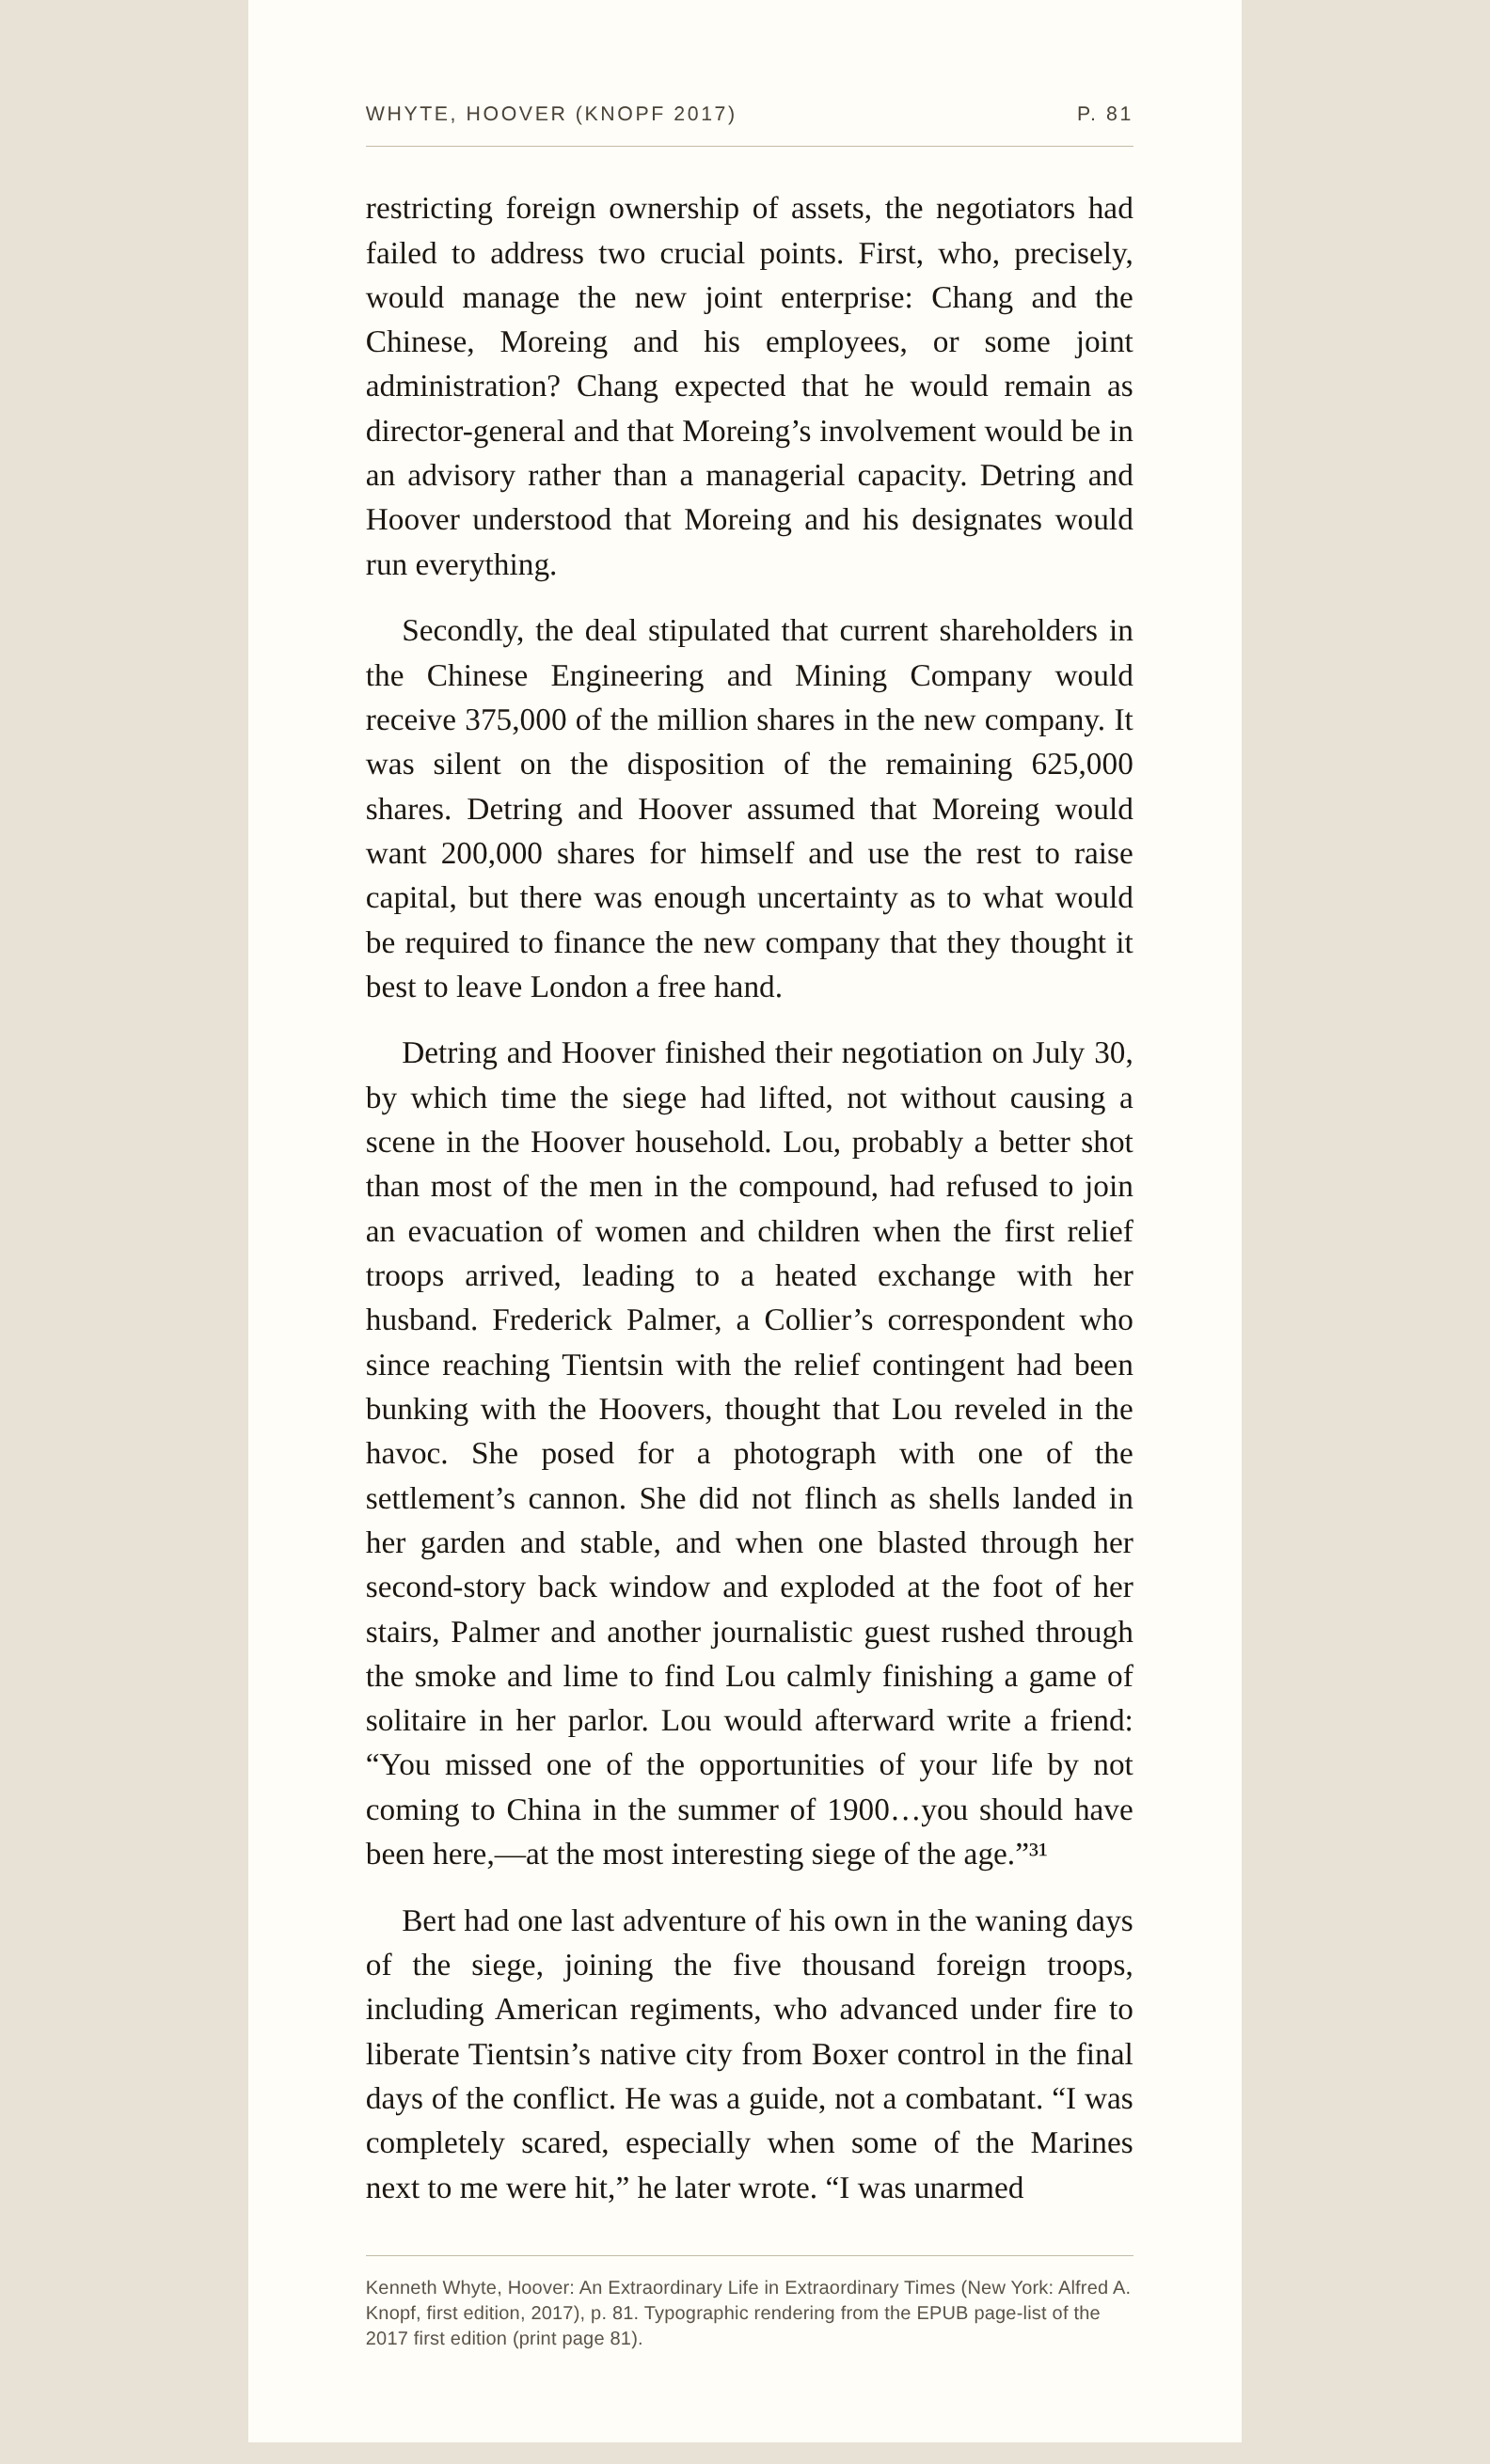 WHYTE, HOOVER (KNOPF 2017)
P. 81
restricting foreign ownership of assets, the negotiators had
failed to address two crucial points. First, who, precisely,
would manage the new joint enterprise: Chang and the
Chinese, Moreing and his employees, or some joint
administration? Chang expected that he would remain as
director-general and that Moreing’s involvement would be in
an advisory rather than a managerial capacity. Detring and
Hoover understood that Moreing and his designates would
run everything.
Secondly, the deal stipulated that current shareholders in
the Chinese Engineering and Mining Company would
receive 375,000 of the million shares in the new company. It
was silent on the disposition of the remaining 625,000
shares. Detring and Hoover assumed that Moreing would
want 200,000 shares for himself and use the rest to raise
capital, but there was enough uncertainty as to what would
be required to finance the new company that they thought it
best to leave London a free hand.
Detring and Hoover finished their negotiation on July 30,
by which time the siege had lifted, not without causing a
scene in the Hoover household. Lou, probably a better shot
than most of the men in the compound, had refused to join
an evacuation of women and children when the first relief
troops arrived, leading to a heated exchange with her
husband. Frederick Palmer, a Collier’s correspondent who
since reaching Tientsin with the relief contingent had been
bunking with the Hoovers, thought that Lou reveled in the
havoc. She posed for a photograph with one of the
settlement’s cannon. She did not flinch as shells landed in
her garden and stable, and when one blasted through her
second-story back window and exploded at the foot of her
stairs, Palmer and another journalistic guest rushed through
the smoke and lime to find Lou calmly finishing a game of
solitaire in her parlor. Lou would afterward write a friend:
“You missed one of the opportunities of your life by not
coming to China in the summer of 1900…you should have
been here,—at the most interesting siege of the age.”³¹
Bert had one last adventure of his own in the waning days
of the siege, joining the five thousand foreign troops,
including American regiments, who advanced under fire to
liberate Tientsin’s native city from Boxer control in the final
days of the conflict. He was a guide, not a combatant. “I was
completely scared, especially when some of the Marines
next to me were hit,” he later wrote. “I was unarmed
Kenneth Whyte, Hoover: An Extraordinary Life in Extraordinary Times (New York: Alfred A.
Knopf, first edition, 2017), p. 81. Typographic rendering from the EPUB page-list of the
2017 first edition (print page 81).